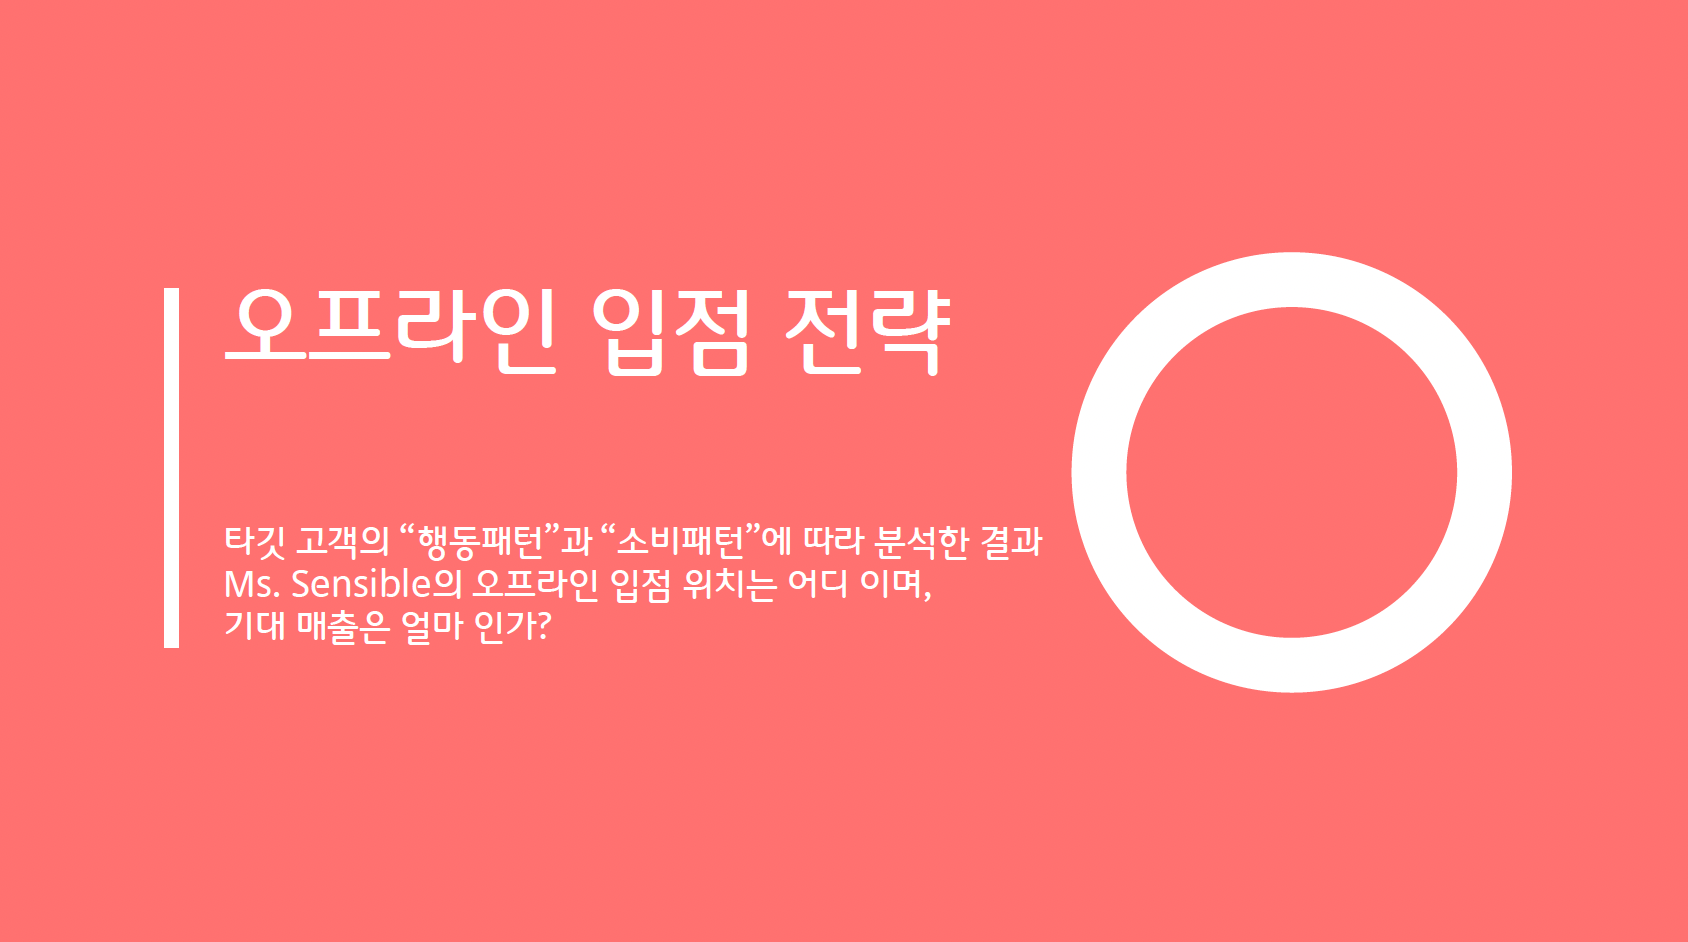 오프라인 입점 전략
타깃 고객의 “행동패턴”과 “소비패턴”에 따라 분석한 결과
Ms. Sensible의 오프라인 입점 위치는 어디 이며,
기대 매출은 얼마 인가?